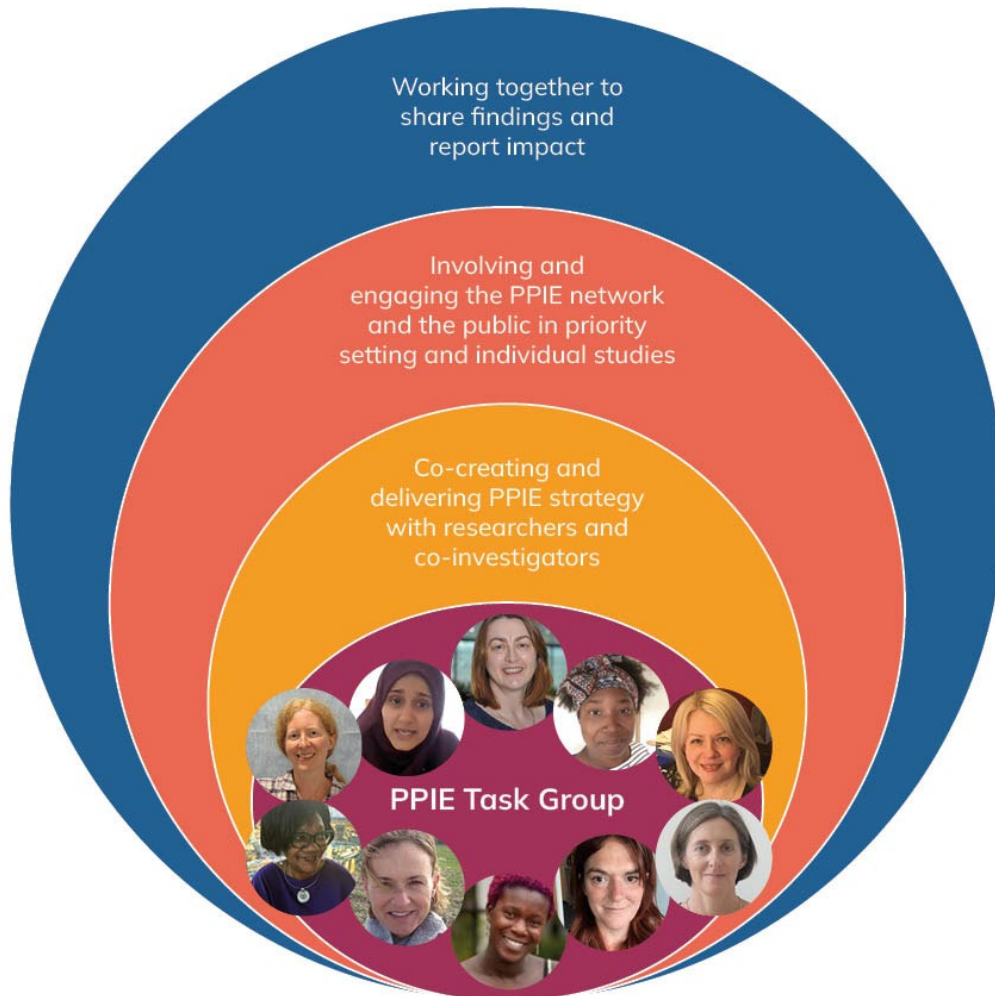 Working together to
share findings and
report impact
Involving and
engaging the PPIE network
and the public in priority
setting and individual studies
Co-creating and
delivering PPIE strategy
with researchers and
co-investigators
PPIE Task Group